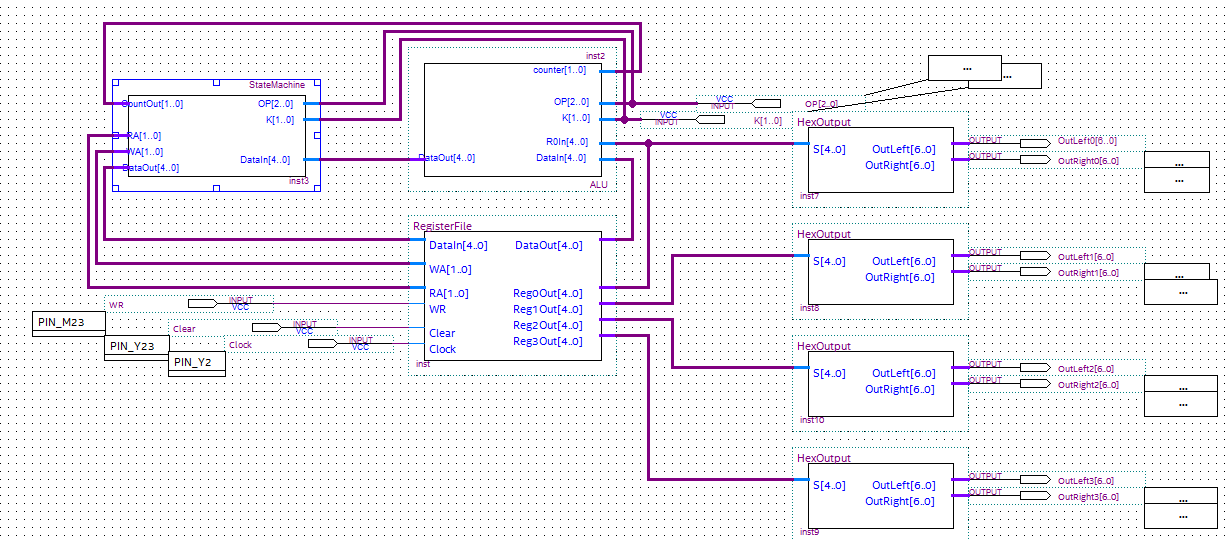 StateMachine
CountOut[1..0]
OP[2..0]
K[1..0]
RA[1..0]
WA[1..0]
DataIn[4..0]
DataOut[4..0]
inst3
inst2
counter[1..0]
OP[2..0]
K[1..0]
R0In[4..0]
DataOut[4..0]
DataIn[4..0]
ALU
VCC
INPUT
OP[2..0]
VCC
INPUT
K[1..0]
...
...
RegisterFile
DataIn[4..0]
DataOut[4..0]
WA[1..0]
RA[1..0]
Reg0Out[4..0]
WR
Reg1Out[4..0]
Reg2Out[4..0]
Clear
Reg3Out[4..0]
Clock
inst
WR
INPUT
VCC
PIN_M23
Clear
INPUT
VCC
PIN_Y23
Clock
INPUT
VCC
PIN_Y2
HexOutput
S[4..0]
OutLeft[6..0]
OutRight[6..0]
inst7
OUTPUT
OutLeft0[6..0]
OUTPUT
OutRight0[6..0]
...
...
HexOutput
S[4..0]
OutLeft[6..0]
OutRight[6..0]
inst8
OUTPUT
OutLeft1[6..0]
OUTPUT
OutRight1[6..0]
...
...
HexOutput
S[4..0]
OutLeft[6..0]
OutRight[6..0]
inst10
OUTPUT
OutLeft2[6..0]
OUTPUT
OutRight2[6..0]
...
...
HexOutput
S[4..0]
OutLeft[6..0]
OutRight[6..0]
inst9
OUTPUT
OutLeft3[6..0]
OUTPUT
OutRight3[6..0]
...
...